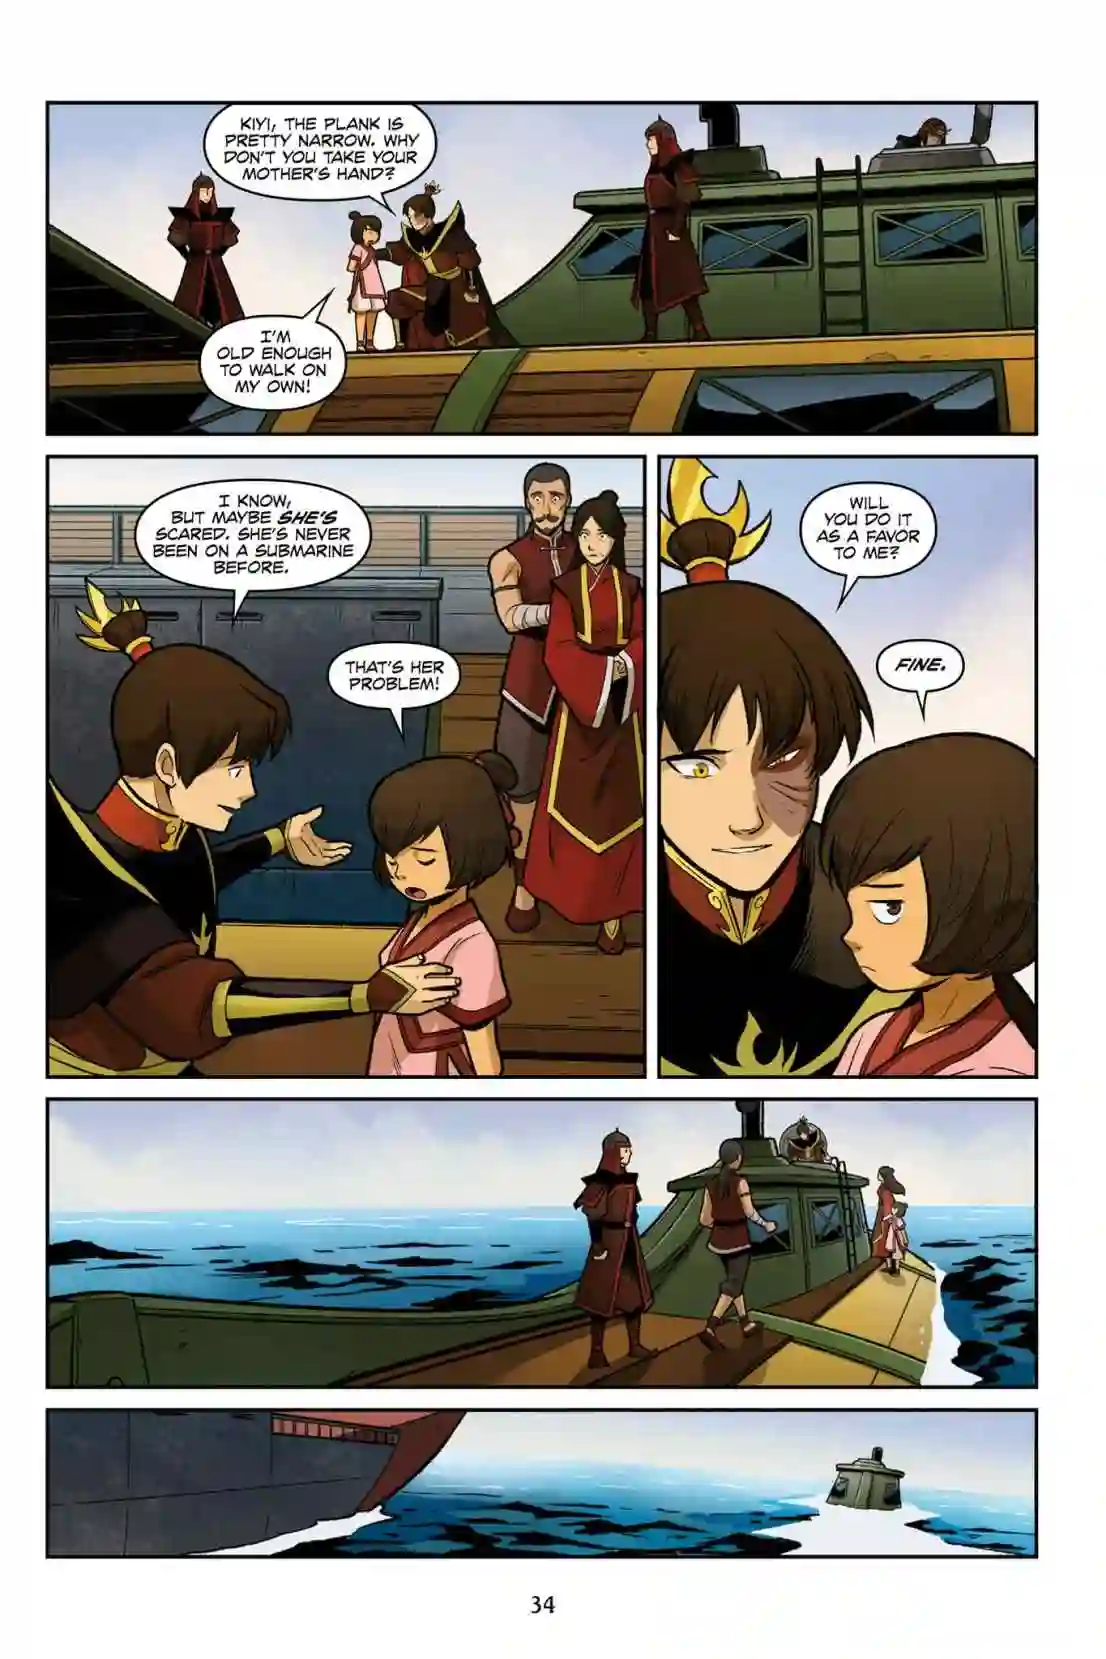 KIYI, THE PLANK IS
PRETTY NARROW. WHY
DON'T YOU TAKE YOUR
MOTHER'S HAND?
I'M
OLD ENOUGH
TO WALK ON
MY OWN!
I KNOW,
BUT MAYBE SHE'S
SCARED. SHE'S NEVER
BEEN ON A SUBMARINE
BEFORE.
THAT'S HER
PROBLEM!
WILL
YOU DO IT
AS A FAVOR
TO ME?
FINE.
34